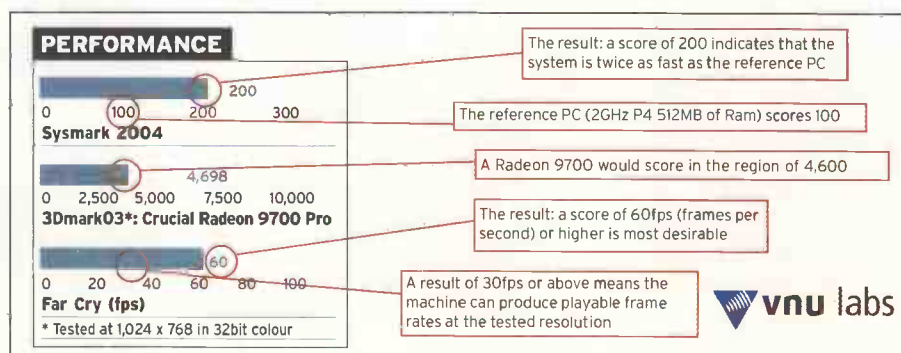 PERFORMANCE
200
0 100 200 300
Sysmark 2004
4,698
0 2,500 5,000 7,500 10,000
3Dmark03*: Crucial Radeon 9700 Pro
60
0 20 40 60 80 100
Far Cry (fps)
* Tested at 1,024 x 768 in 32bit colour
The result: a score of 200 indicates that the
system is twice as fast as the reference PC
The reference PC (2GHz P4 512MB of Ram) scores 100
A Radeon 9700 would score in the region of 4,600
The result: a score of 60fps (frames per
second) or higher is most desirable
A result of 30fps or above means the
machine can produce playable frame
rates at the tested resolution
vnu labs